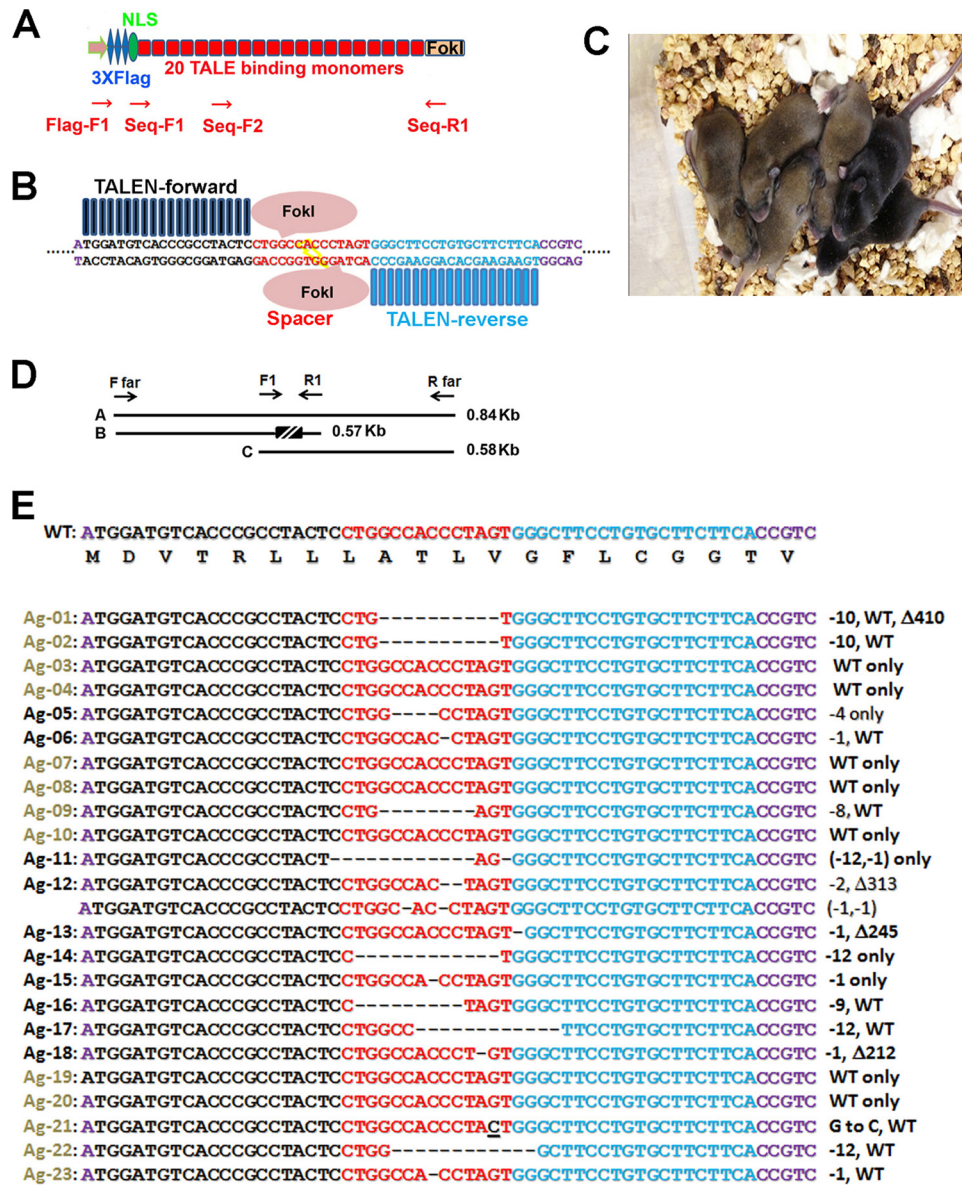 A
NLS
FokI
3XFlag
20 TALE binding monomers
Flag-F1
Seq-F1
Seq-F2
Seq-R1
B
TALEN-forward
FokI
......ATGGATGTCACCCGCCTACTCCTGGCCACCCTAGTGGGCTTCCTGTGCTTCTTCACCGTC......
TACCTACAGTGGGCGGATGAGGACCGGTGGGATCACCCGAAGGACACGAAGAAGTGGCAG
FokI
Spacer
TALEN-reverse
C
D
F far
F1
R1
R far
A 0.84 Kb
B 0.57 Kb
C 0.58 Kb
E
WT: ATGGATGTCACCCGCCTACTCCTGGCCACCCTAGTGGGCTTCCTGTGCTTCTTCACCGTC
M D V T R L L L A T L V G F L C G G T V
Ag-01: ATGGATGTCACCCGCCTACTCCTG----------TGGGCTTCCTGTGCTTCTTCACCGTC -10, WT, Δ410
Ag-02: ATGGATGTCACCCGCCTACTCCTG----------TGGGCTTCCTGTGCTTCTTCACCGTC -10, WT
Ag-03: ATGGATGTCACCCGCCTACTCCTGGCCACCCTAGTGGGCTTCCTGTGCTTCTTCACCGTC WT only
Ag-04: ATGGATGTCACCCGCCTACTCCTGGCCACCCTAGTGGGCTTCCTGTGCTTCTTCACCGTC WT only
Ag-05: ATGGATGTCACCCGCCTACTCCTGG----CCTAGTGGGCTTCCTGTGCTTCTTCACCGTC -4 only
Ag-06: ATGGATGTCACCCGCCTACTCCTGGCCAC-CTAGTGGGCTTCCTGTGCTTCTTCACCGTC -1, WT
Ag-07: ATGGATGTCACCCGCCTACTCCTGGCCACCCTAGTGGGCTTCCTGTGCTTCTTCACCGTC WT only
Ag-08: ATGGATGTCACCCGCCTACTCCTGGCCACCCTAGTGGGCTTCCTGTGCTTCTTCACCGTC WT only
Ag-09: ATGGATGTCACCCGCCTACTCCTG--------AGTGGGCTTCCTGTGCTTCTTCACCGTC -8, WT
Ag-10: ATGGATGTCACCCGCCTACTCCTGGCCACCCTAGTGGGCTTCCTGTGCTTCTTCACCGTC WT only
Ag-11: ATGGATGTCACCCGCCTACT------------AG-GGGCTTCCTGTGCTTCTTCACCGTC (-12,-1) only
Ag-12: ATGGATGTCACCCGCCTACTCCTGGCCAC--TAGTGGGCTTCCTGTGCTTCTTCACCGTC -2, Δ313
ATGGATGTCACCCGCCTACTCCTGGC-AC-CTAGTGGGCTTCCTGTGCTTCTTCACCGTC (-1,-1)
Ag-13: ATGGATGTCACCCGCCTACTCCTGGCCACCCTAGT-GGCTTCCTGTGCTTCTTCACCGTC -1, Δ245
Ag-14: ATGGATGTCACCCGCCTACTCC------------TGGGCTTCCTGTGCTTCTTCACCGTC -12 only
Ag-15: ATGGATGTCACCCGCCTACTCCTGGCCA-CCTAGTGGGCTTCCTGTGCTTCTTCACCGTC -1 only
Ag-16: ATGGATGTCACCCGCCTACTCC---------TAGTGGGCTTCCTGTGCTTCTTCACCGTC -9, WT
Ag-17: ATGGATGTCACCCGCCTACTCCTGGCC------------TTCCTGTGCTTCTTCACCGTC -12, WT
Ag-18: ATGGATGTCACCCGCCTACTCCTGGCCACCCT-GTGGGCTTCCTGTGCTTCTTCACCGTC -1, Δ212
Ag-19: ATGGATGTCACCCGCCTACTCCTGGCCACCCTAGTGGGCTTCCTGTGCTTCTTCACCGTC WT only
Ag-20: ATGGATGTCACCCGCCTACTCCTGGCCACCCTAGTGGGCTTCCTGTGCTTCTTCACCGTC WT only
Ag-21: ATGGATGTCACCCGCCTACTCCTGGCCACCCTACTGGGCTTCCTGTGCTTCTTCACCGTC G to C, WT
Ag-22: ATGGATGTCACCCGCCTACTCCTGG------------GCTTCCTGTGCTTCTTCACCGTC -12, WT
Ag-23: ATGGATGTCACCCGCCTACTCCTGGCCA-CCTAGTGGGCTTCCTGTGCTTCTTCACCGTC -1, WT